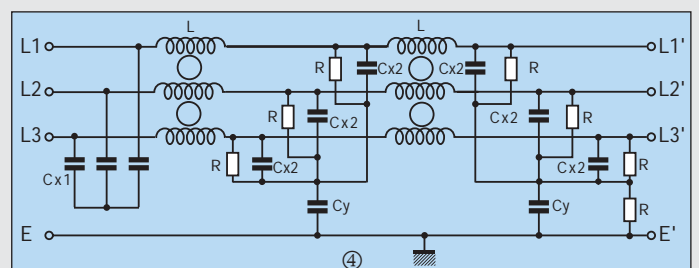 L L
L1 R Cx2 Cx2 R L1'
L2 R Cx2 Cx2 R L2'
L3 R Cx2 Cx2 R L3'
Cx1 Cy Cy R
E E'
④